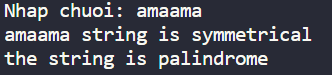 Nhap chuoi: amaama
amaama string is symmetrical
the string is palindrome